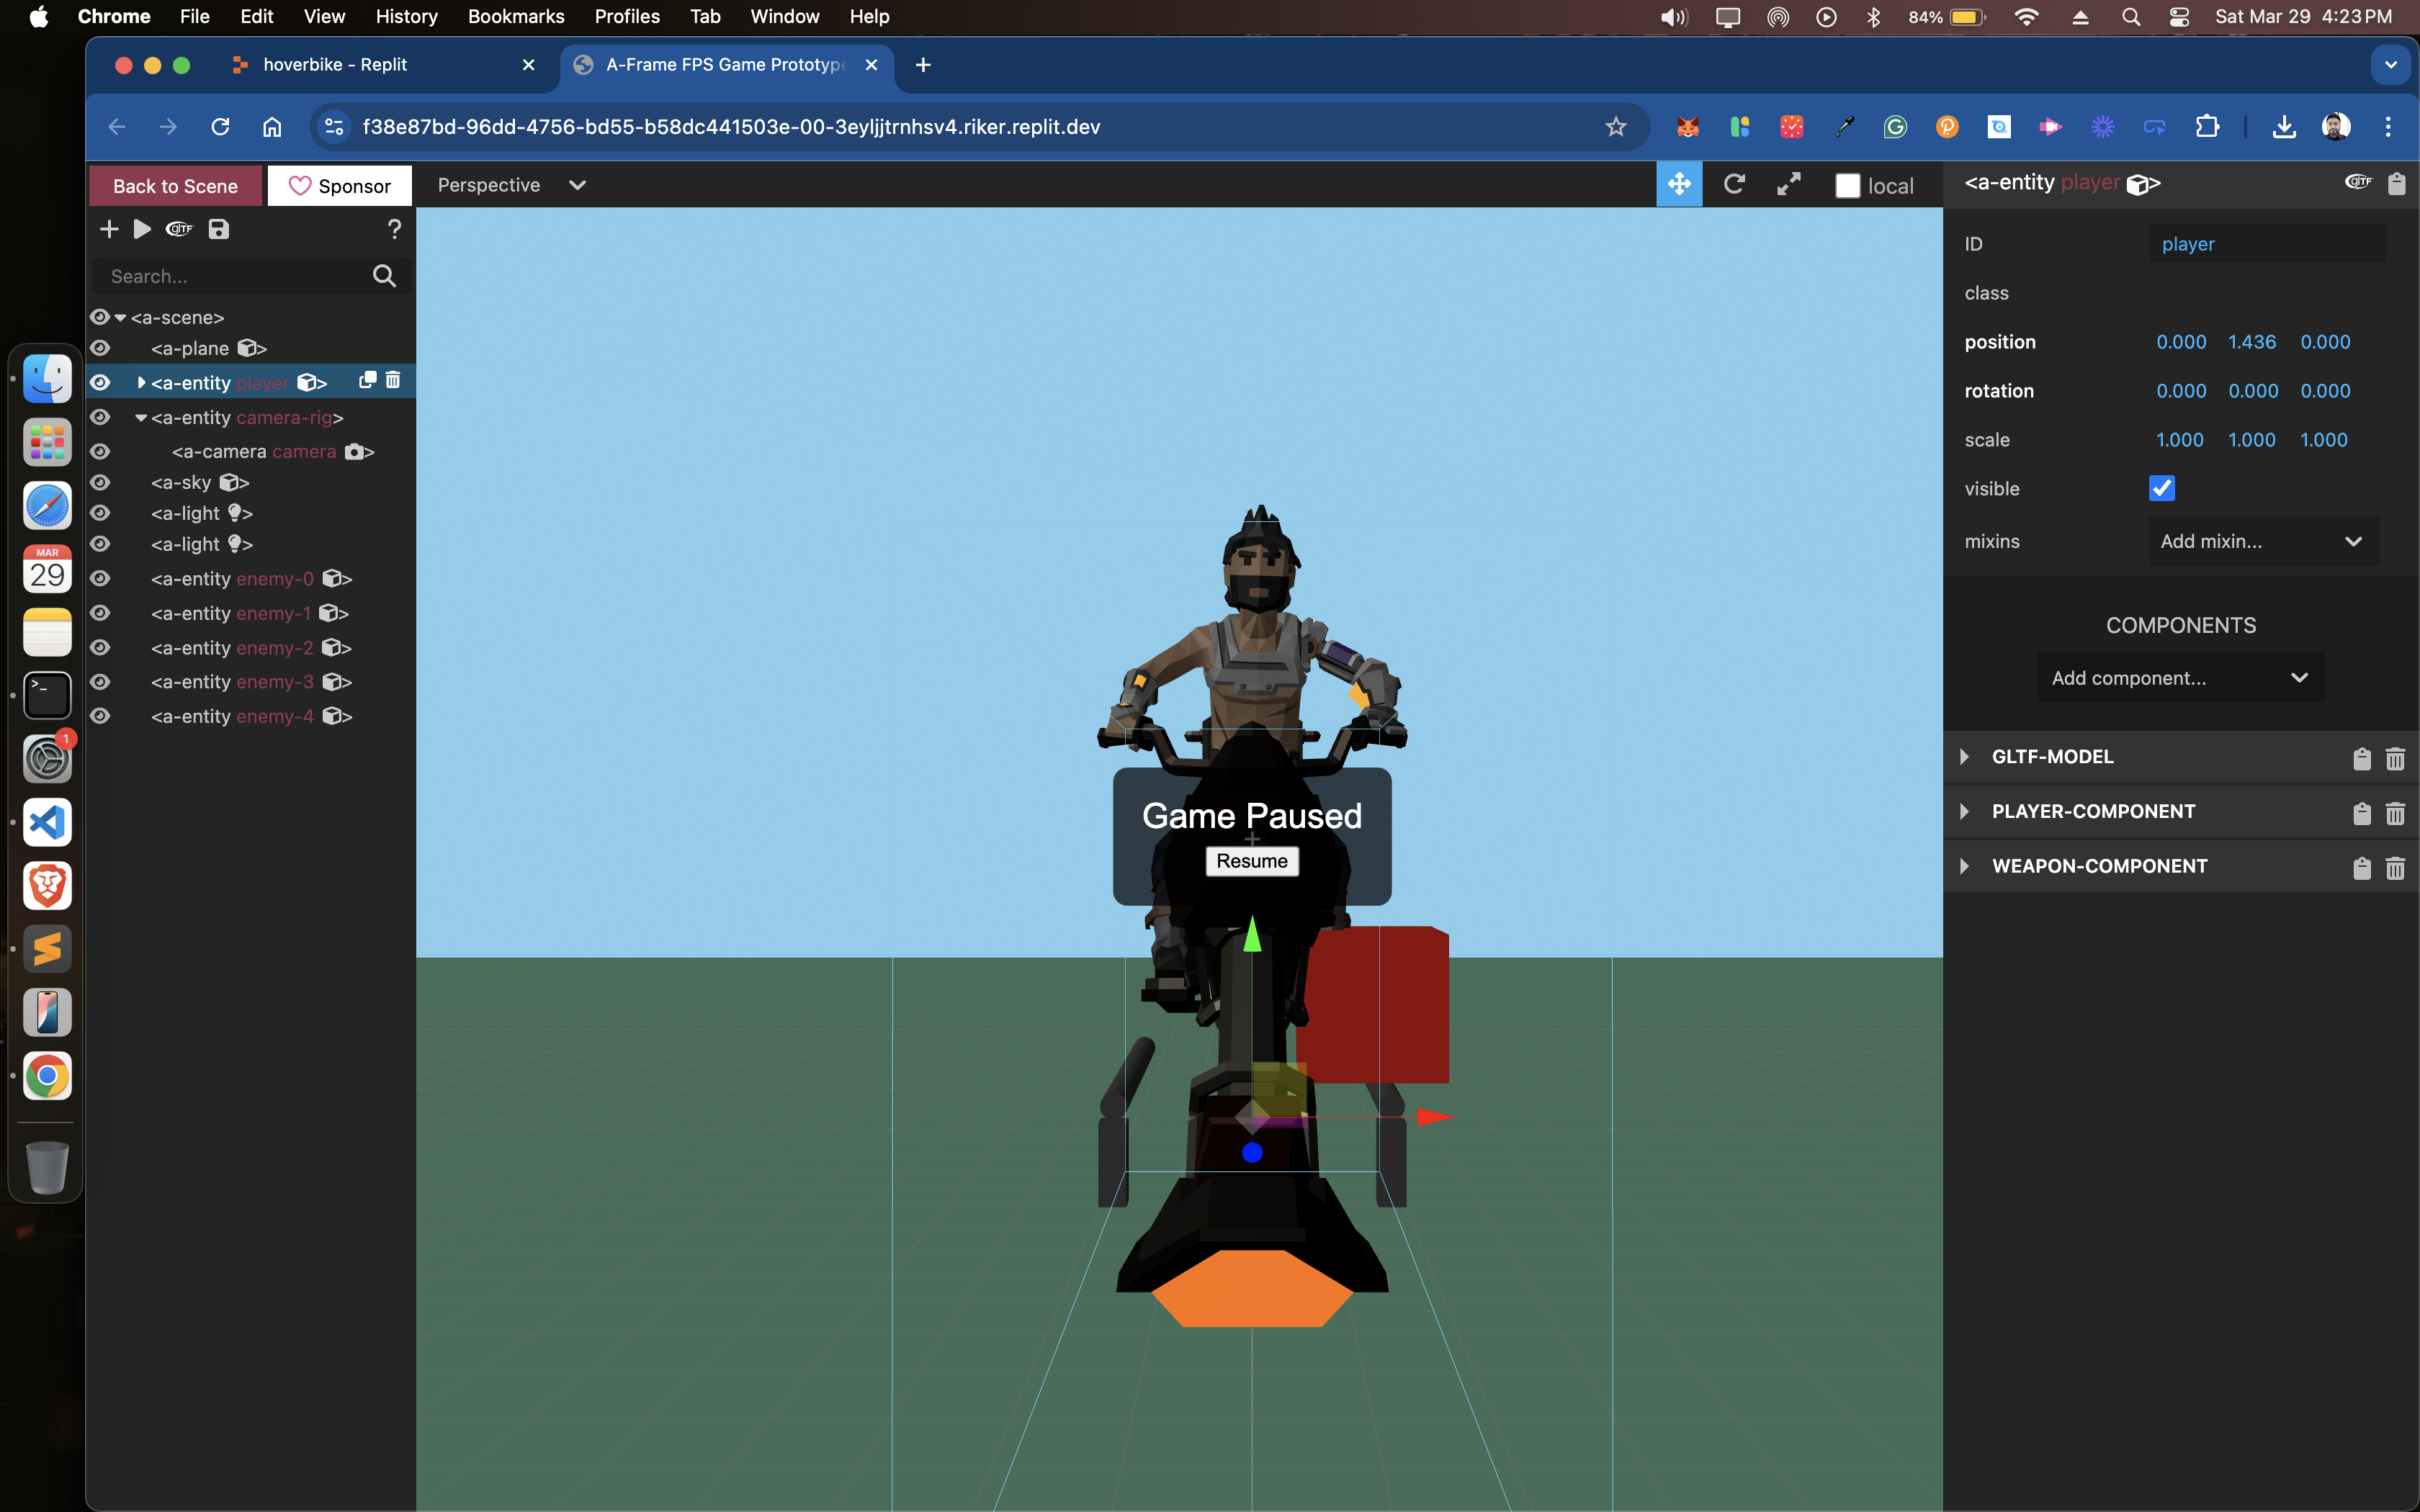 Chrome File Edit View History Bookmarks Profiles Tab Window Help 84% Sat Mar 29 4:23 PM
hoverbike - Replit
A-Frame FPS Game Prototype
f38e87bd-96dd-4756-bd55-b58dc441503e-00-3eyljjtrnhsv4.riker.replit.dev
Back to Scene
Sponsor
Perspective
local
<a-entity player >
glTF
glTF
?
Search...
<a-scene>
<a-plane >
<a-entity player >
<a-entity camera-rig>
<a-camera camera >
<a-sky >
<a-light >
<a-light >
<a-entity enemy-0 >
<a-entity enemy-1 >
<a-entity enemy-2 >
<a-entity enemy-3 >
<a-entity enemy-4 >
Game Paused
Resume
ID player
class
position 0.000 1.436 0.000
rotation 0.000 0.000 0.000
scale 1.000 1.000 1.000
visible
mixins Add mixin...
COMPONENTS
Add component...
GLTF-MODEL
PLAYER-COMPONENT
WEAPON-COMPONENT
MAR
29
>_
1